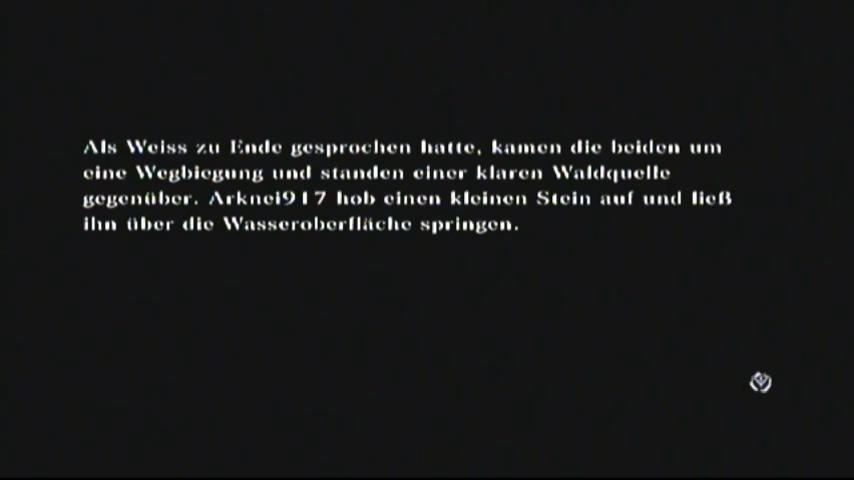 Als Weiss zu Ende gesprochen hatte, kamen die beiden um
eine Wegbiegung und standen einer klaren Waldquelle
gegenüber. Arknei917 hob einen kleinen Stein auf und ließ
ihn über die Wasseroberfläche springen.